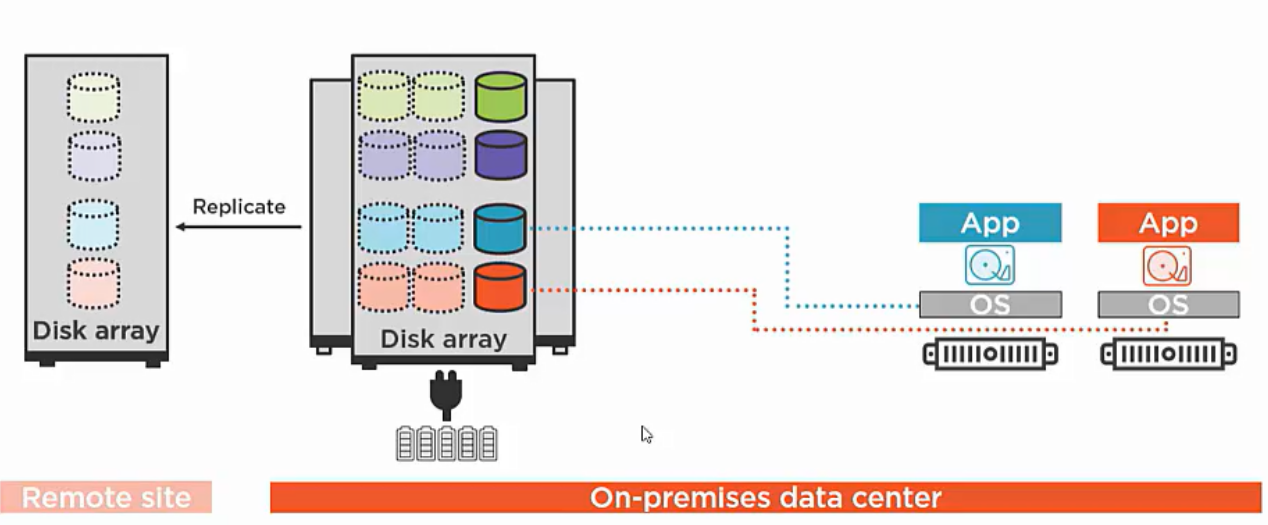 Replicate
Disk array
Disk array
App
App
OS
OS
Remote site
On-premises data center